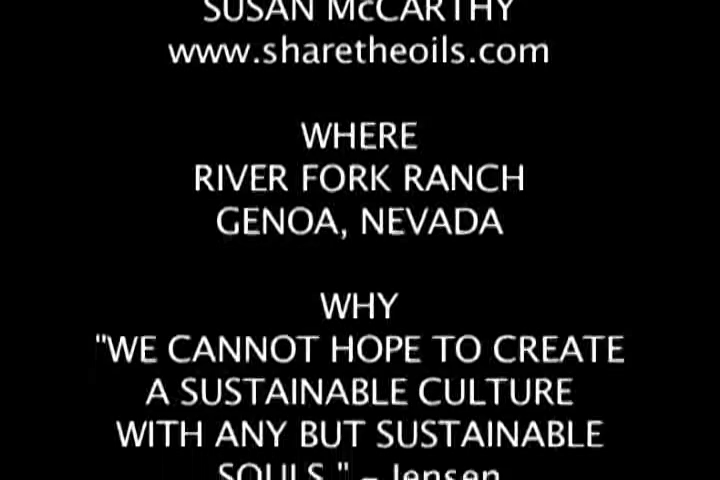 SUSAN McCARTHY
www.sharetheoils.com
WHERE
RIVER FORK RANCH
GENOA, NEVADA
WHY
"WE CANNOT HOPE TO CREATE
A SUSTAINABLE CULTURE
WITH ANY BUT SUSTAINABLE
SOULS." – Jensen